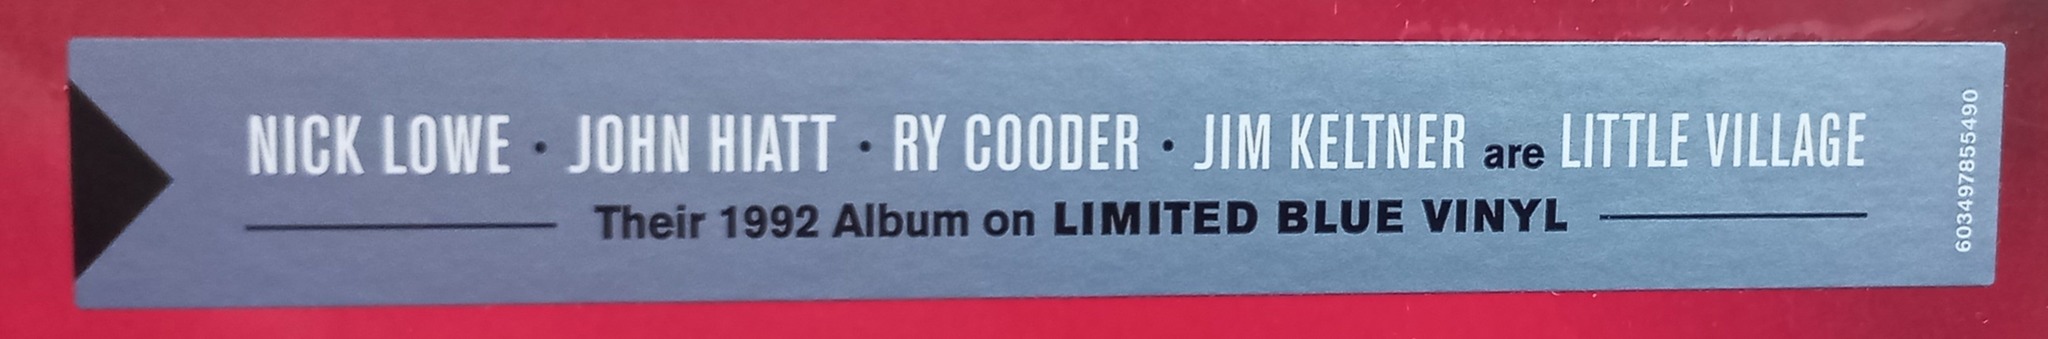 NICK LOWE · JOHN HIATT · RY COODER · JIM KELTNER are LITTLE VILLAGE
Their 1992 Album on LIMITED BLUE VINYL
603497855490